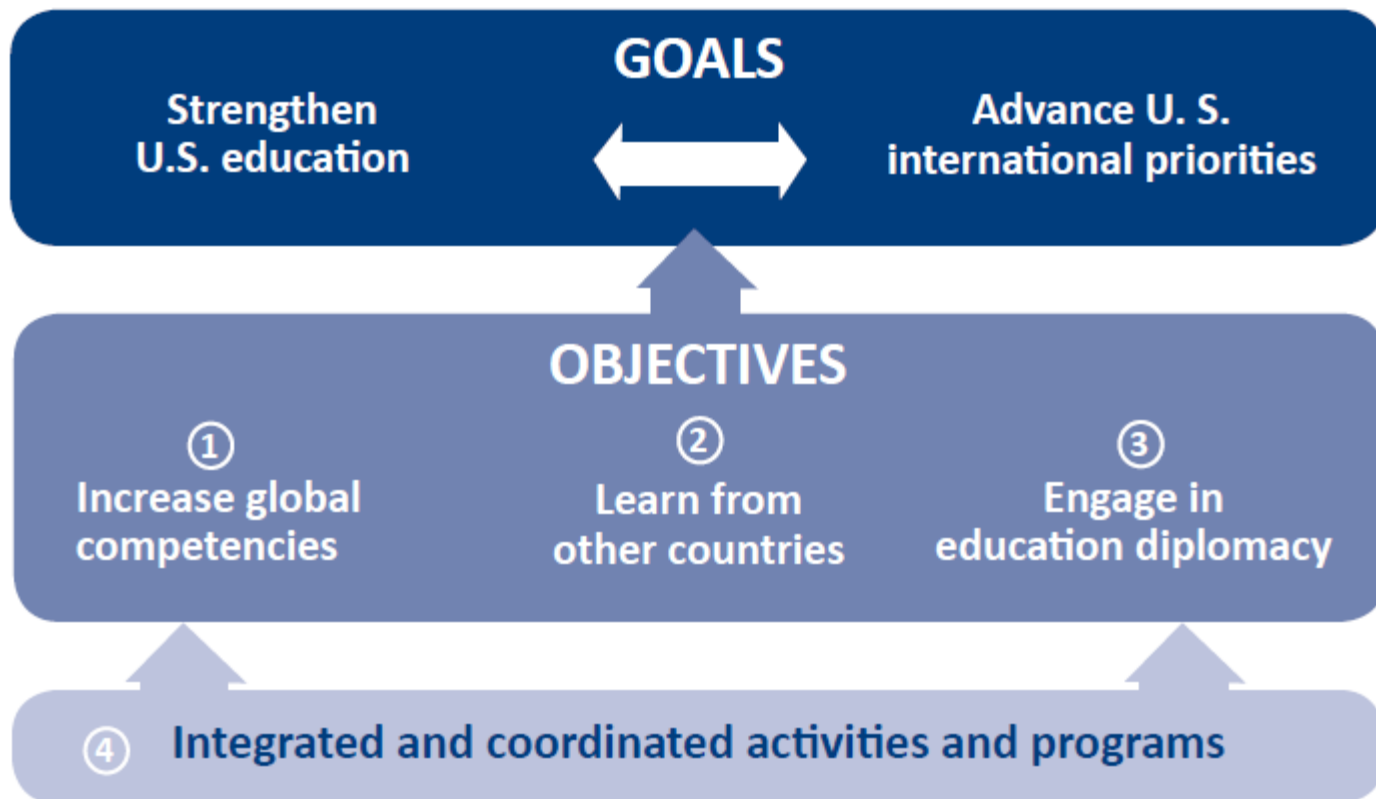 GOALS
Strengthen
U.S. education
Advance U. S.
international priorities
OBJECTIVES
1
Increase global
competencies
2
Learn from
other countries
3
Engage in
education diplomacy
4 Integrated and coordinated activities and programs